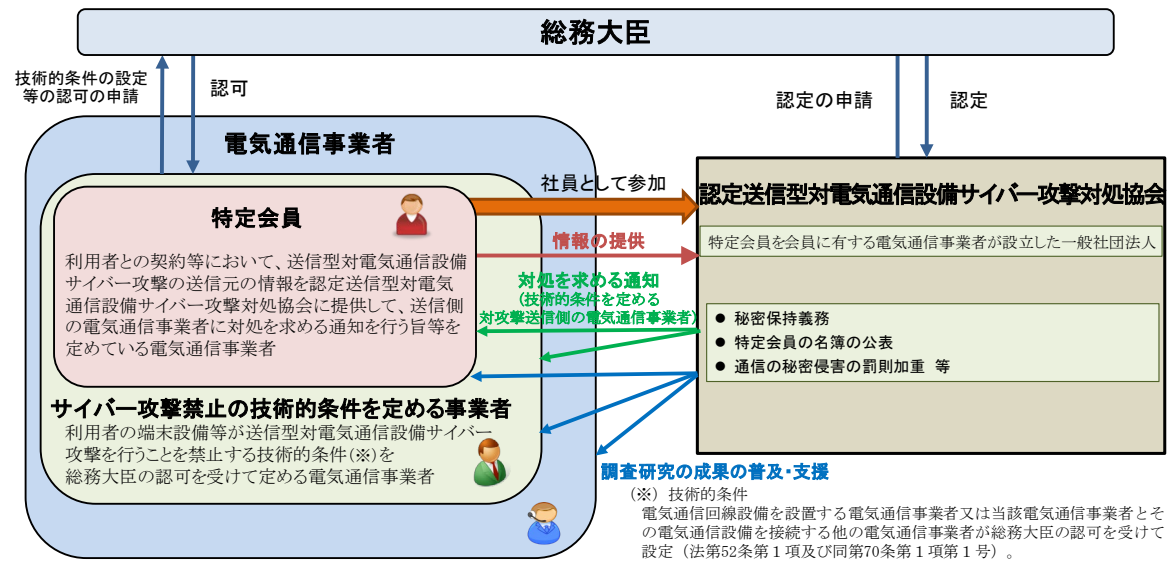 総務大臣
技術的条件の設定
等の認可の申請
認可
認定の申請
認定
電気通信事業者
特定会員
利用者との契約等において、送信型対電気通信設備
サイバー攻撃の送信元の情報を認定送信型対電気
通信設備サイバー攻撃対処協会に提供して、送信側
の電気通信事業者に対処を求める通知を行う旨等を
定めている電気通信事業者
サイバー攻撃禁止の技術的条件を定める事業者
利用者の端末設備等が送信型対電気通信設備サイバー
攻撃を行うことを禁止する技術的条件(※)を
総務大臣の認可を受けて定める電気通信事業者
社員として参加
情報の提供
対処を求める通知
(技術的条件を定める
対攻撃送信側の電気通信事業者)
認定送信型対電気通信設備サイバー攻撃対処協会
特定会員を会員に有する電気通信事業者が設立した一般社団法人
● 秘密保持義務
● 特定会員の名簿の公表
● 通信の秘密侵害の罰則加重 等
調査研究の成果の普及・支援
(※) 技術的条件
電気通信回線設備を設置する電気通信事業者又は当該電気通信事業者とそ
の電気通信設備を接続する他の電気通信事業者が総務大臣の認可を受けて
設定(法第52条第1項及び同第70条第1項第1号)。